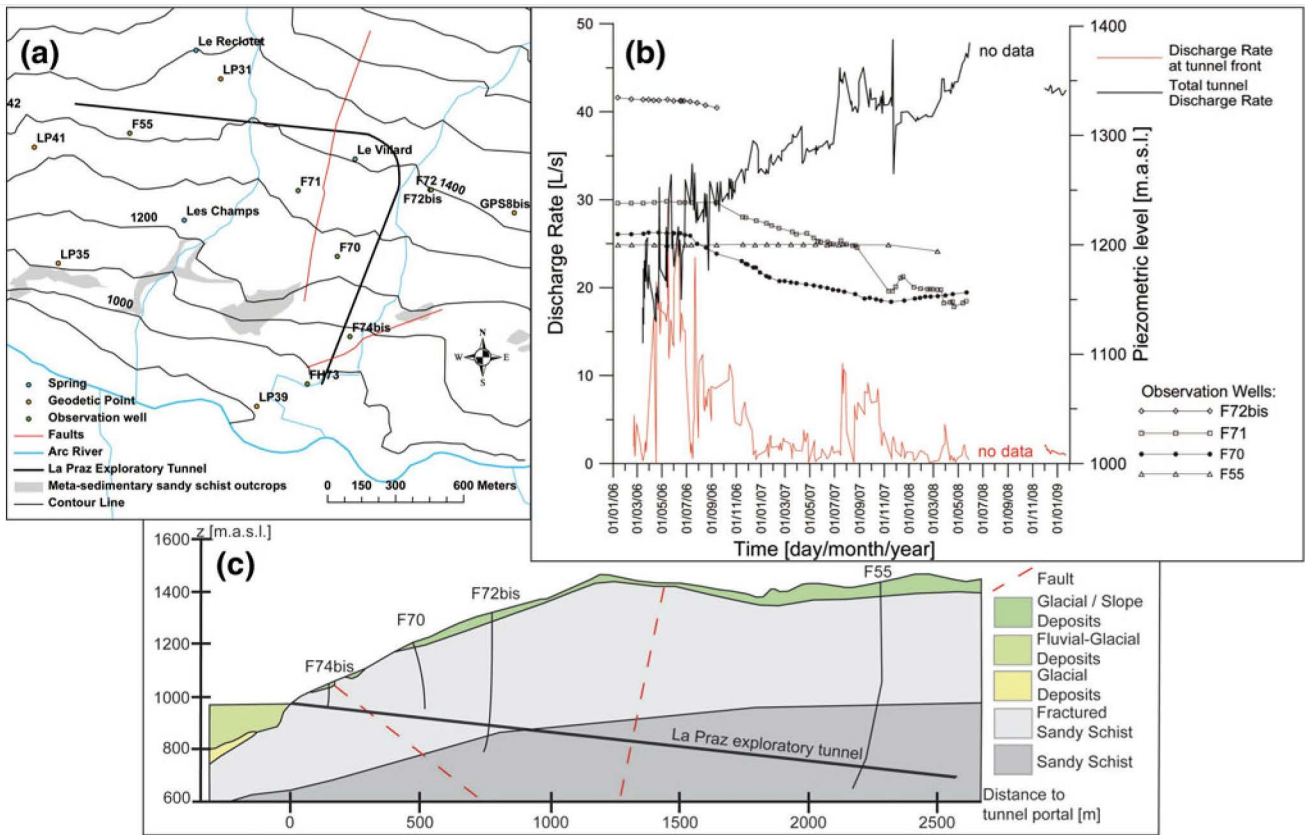 (a)
Le Reclotet
LP31
42
F55
LP41
Le Villard
F71
F72
1400
F72bis
GPS8bis
Les Champs
1200
F70
LP35
1000
F74bis
FH73
LP39
N
W E
S
Spring
Geodetic Point
Observation well
Faults
Arc River
La Praz Exploratory Tunnel
Meta-sedimentary sandy schist outcrops
Contour Line
0 150 300 600 Meters
(b)
50
40
30
20
10
0
Discharge Rate [L/s]
1400
1300
1200
1100
1000
Piezometric level [m.a.s.l.]
no data
no data
01/01/06
01/03/06
01/05/06
01/07/06
01/09/06
01/11/06
01/01/07
01/03/07
01/05/07
01/07/07
01/09/07
01/11/07
01/01/08
01/03/08
01/05/08
01/07/08
01/09/08
01/11/08
01/01/09
Time [day/month/year]
Discharge Rate
at tunnel front
Total tunnel
Discharge Rate
Observation Wells:
F72bis
F71
F70
F55
(c)
z [m.a.s.l.]
1600
1400
1200
1000
800
600
F74bis
F70
F72bis
F55
La Praz exploratory tunnel
0 500 1000 1500 2000 2500
Distance to
tunnel portal [m]
Fault
Glacial / Slope
Deposits
Fluvial-Glacial
Deposits
Glacial
Deposits
Fractured
Sandy Schist
Sandy Schist